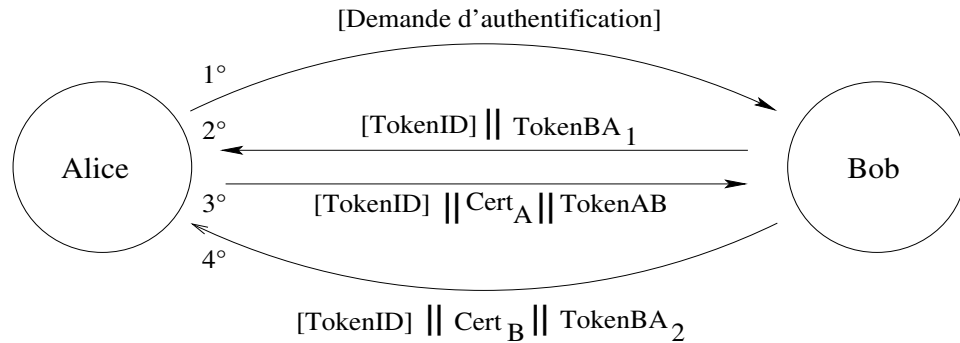 [Demande d'authentification]
1°
2°
[TokenID] || TokenBA1
Alice
Bob
3°
[TokenID] || CertA || TokenAB
4°
[TokenID] || CertB || TokenBA2